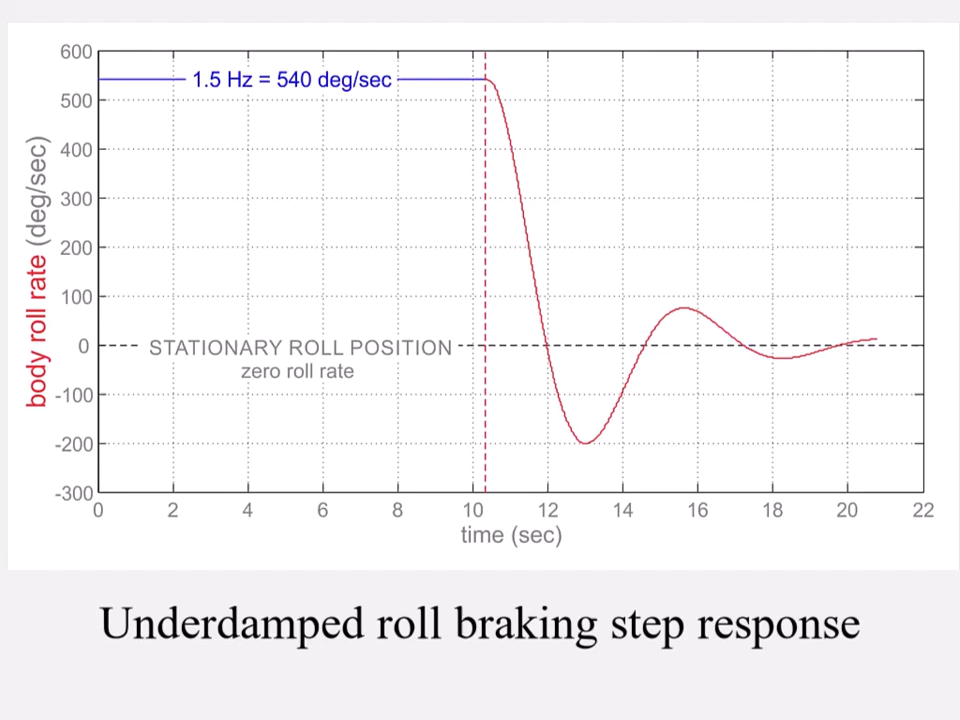 600
1.5 Hz = 540 deg/sec
500
400
300
200
100
0
STATIONARY ROLL POSITION
zero roll rate
-100
-200
-300
body roll rate (deg/sec)
0 2 4 6 8 10 12 14 16 18 20 22
time (sec)
Underdamped roll braking step response